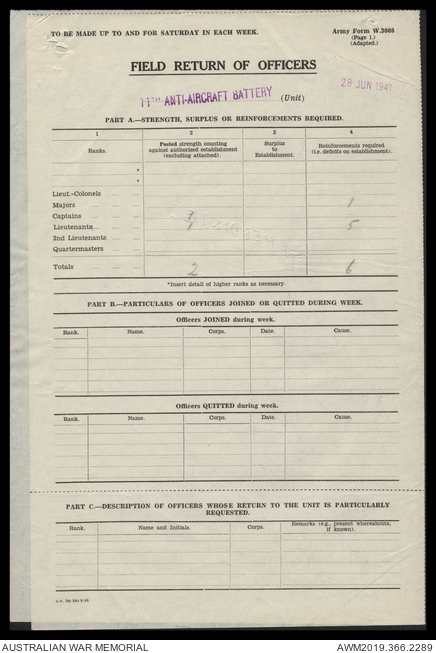 TO BE MADE UP TO AND FOR SATURDAY IN EACH WEEK.
Army Form W.3008
(Page 1.)
(Adapted.)
FIELD RETURN OF OFFICERS
11TH ANTI-AIRCRAFT BATTERY (Unit)
28 JUN 1941
PART A.—STRENGTH, SURPLUS OR REINFORCEMENTS REQUIRED.
1 2 3 4
Ranks. Posted strength counting against authorized establishment (excluding attached). Surplus to Establishment. Reinforcements required (i.e. deficits on establishment).
*
*
Lieut.-Colonels
Majors 1
Captains 1
Lieutenants 1 5
2nd Lieutenants
Quartermasters
Totals 2 6
*Insert detail of higher ranks as necessary.
PART B.—PARTICULARS OF OFFICERS JOINED OR QUITTED DURING WEEK.
Officers JOINED during week.
Rank. Name. Corps. Date. Cause.
Officers QUITTED during week.
Rank. Name. Corps. Date. Cause.
PART C.—DESCRIPTION OF OFFICERS WHOSE RETURN TO THE UNIT IS PARTICULARLY
REQUESTED.
Rank. Name and Initials. Corps. Remarks (e.g., present whereabouts, if known).
AUSTRALIAN WAR MEMORIAL
AWM2019.366.2289